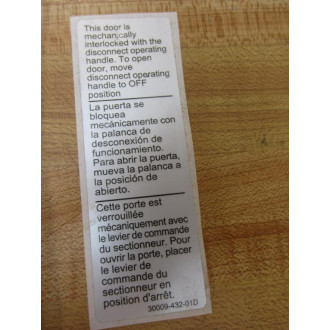 This door is
mechanically
interlocked with the
disconnect operating
handle. To open
door, move
disconnect operating
handle to OFF
position
La puerta se
bloquea
mecánicamente con
la palanca de
desconexión de
funcionamiento.
Para abrir la puerta,
mueva la palanca a
la posición de
abierto.
Cette porte est
verrouillée
mécaniquement avec
le levier de commande
du sectionneur. Pour
ouvrir la porte, placer
le levier de
commande du
sectionneur en
position d'arrêt.
30009-432-01D